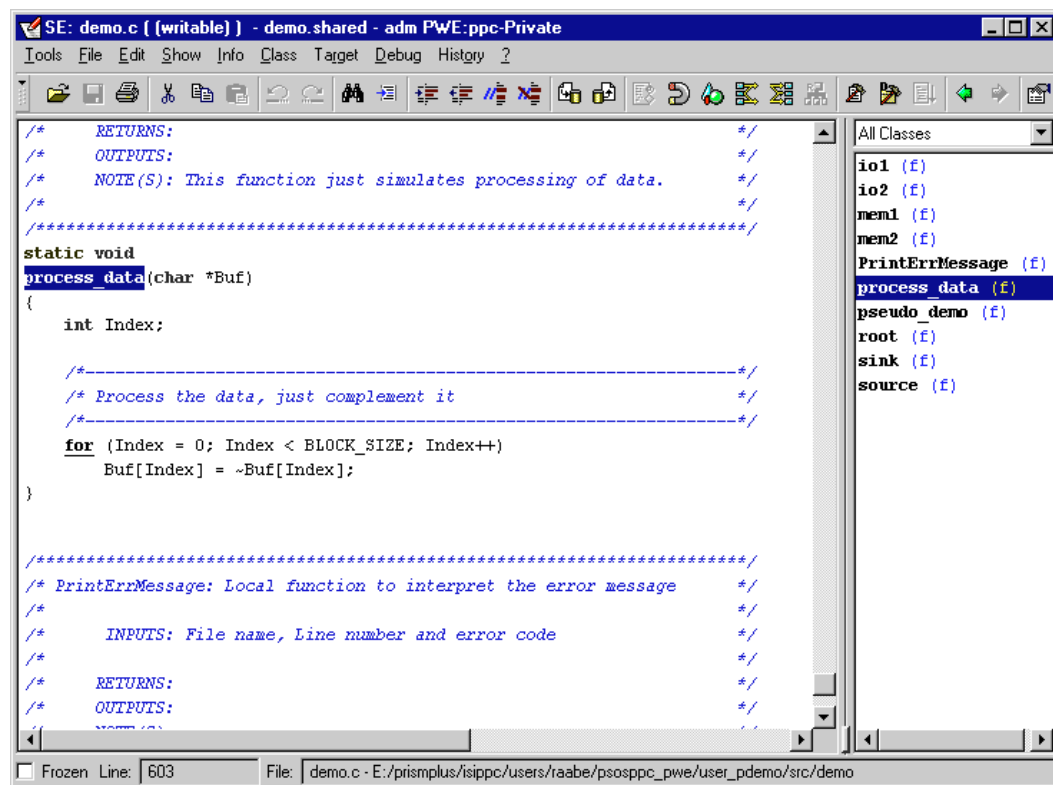 SE: demo.c ( (writable) ) - demo.shared - adm PWE:ppc-Private
Tools File Edit Show Info Class Target Debug History ?
/* RETURNS: */
/* OUTPUTS: */
/* NOTE(S): This function just simulates processing of data. */
/* */
/***********************************************************************/
static void
process_data(char *Buf)
{
int Index;
/*-----------------------------------------------------------------*/
/* Process the data, just complement it */
/*-----------------------------------------------------------------*/
for (Index = 0; Index < BLOCK_SIZE; Index++)
Buf[Index] = ~Buf[Index];
}
/***********************************************************************/
/* PrintErrMessage: Local function to interpret the error message */
/* */
/* INPUTS: File name, Line number and error code */
/* */
/* RETURNS: */
/* OUTPUTS: */
All Classes
io1 (f)
io2 (f)
mem1 (f)
mem2 (f)
PrintErrMessage (f)
process_data (f)
pseudo_demo (f)
root (f)
sink (f)
source (f)
Frozen Line: 603 File: demo.c - E:/prismplus/isippc/users/raabe/psosppc_pwe/user_pdemo/src/demo